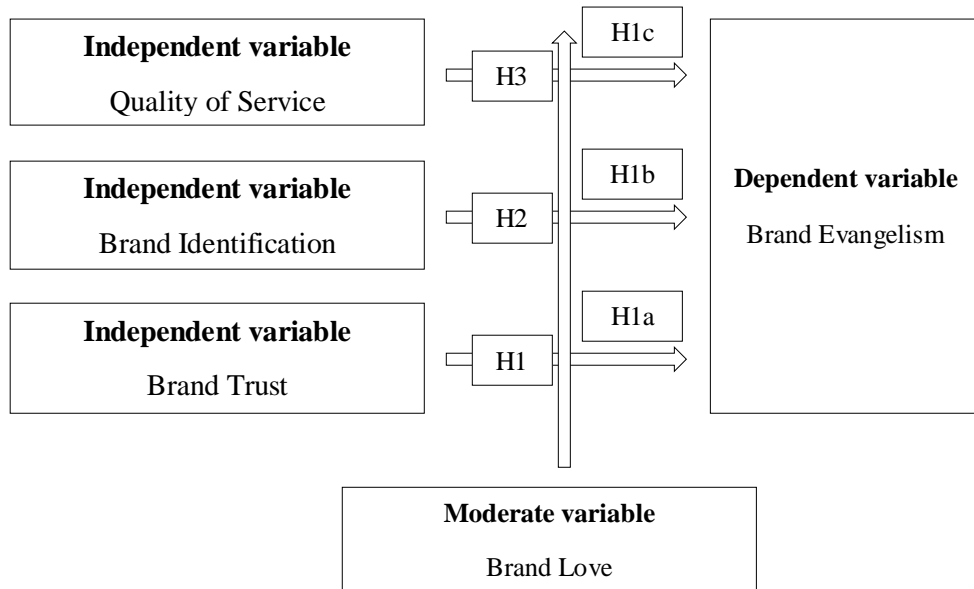 Independent variable
Quality of Service
H3
H1c
Independent variable
Brand Identification
H2
H1b
Independent variable
Brand Trust
H1
H1a
Dependent variable
Brand Evangelism
Moderate variable
Brand Love